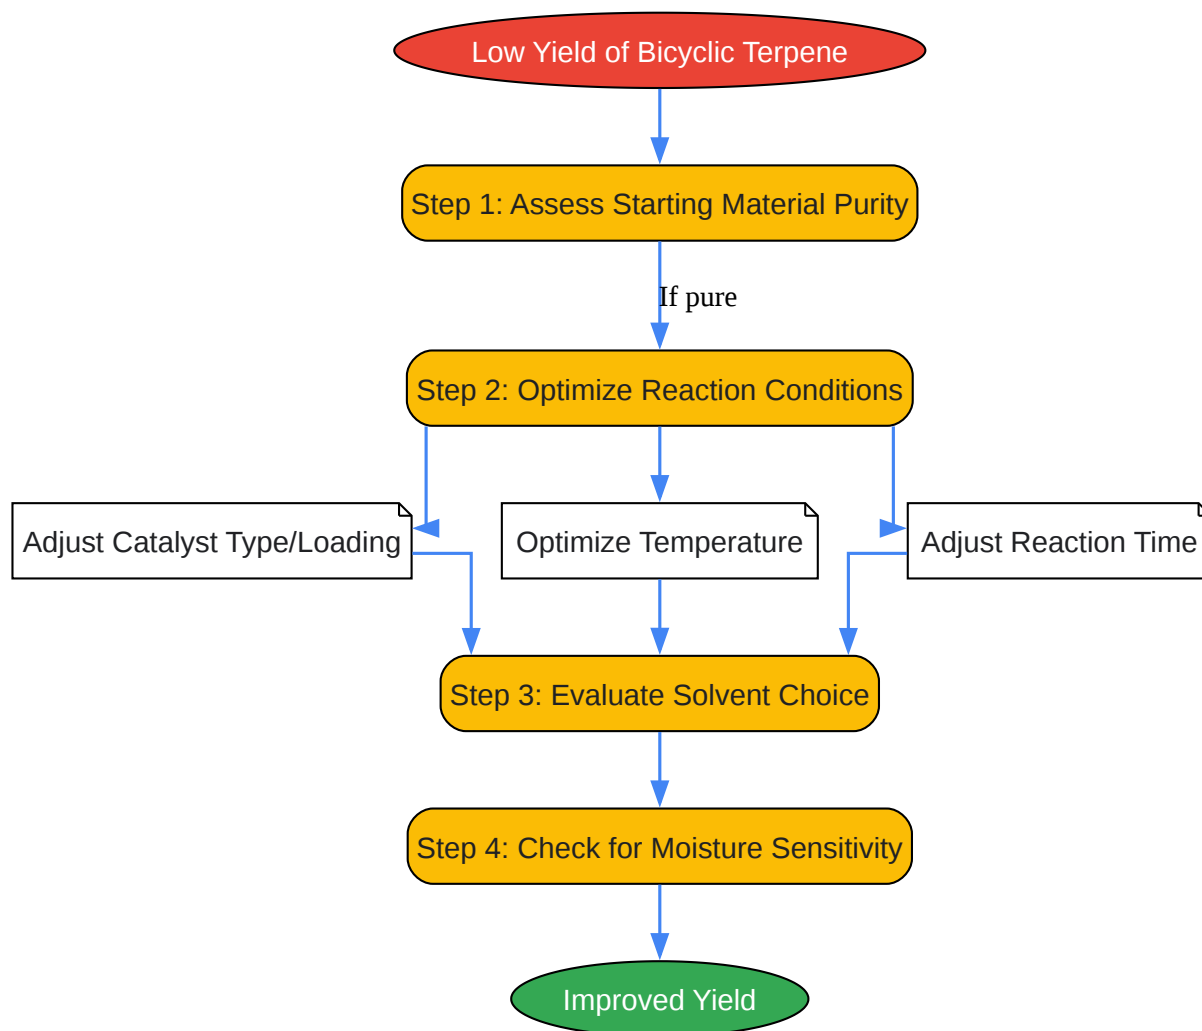 Low Yield of Bicyclic Terpene
Step 1: Assess Starting Material Purity
If pure
Step 2: Optimize Reaction Conditions
Adjust Catalyst Type/Loading
Optimize Temperature
Adjust Reaction Time
Step 3: Evaluate Solvent Choice
Step 4: Check for Moisture Sensitivity
Improved Yield